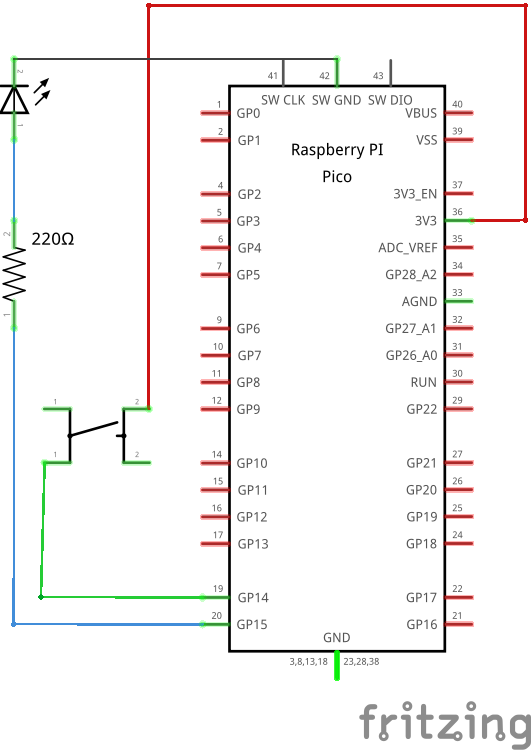 41 42 43
SW CLK SW GND SW DIO
2
1
Raspberry PI
Pico
1 GP0
2 GP1
4 GP2
5 GP3
6 GP4
7 GP5
9 GP6
10 GP7
11 GP8
12 GP9
14 GP10
15 GP11
16 GP12
17 GP13
19 GP14
20 GP15
VBUS 40
VSS 39
3V3_EN 37
3V3 36
ADC_VREF 35
GP28_A2 34
AGND 33
GP27_A1 32
GP26_A0 31
RUN 30
GP22 29
GP21 27
GP20 26
GP19 25
GP18 24
GP17 22
GP16 21
2
220Ω
1
1 2
1 2
GND
3,8,13,18 23,28,38
fritzing